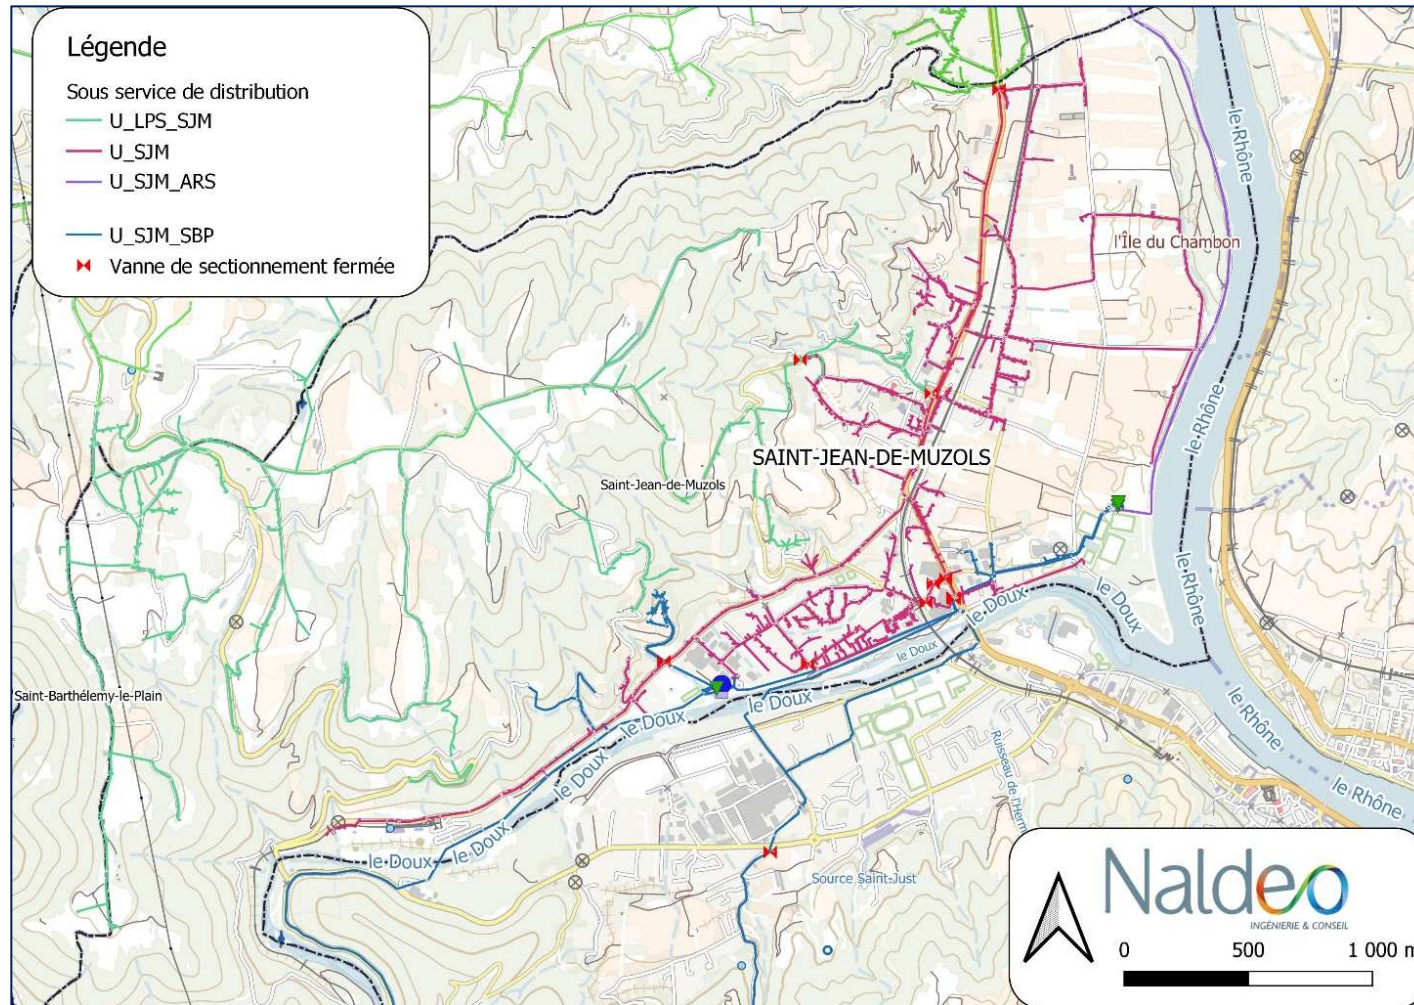 Légende
Sous service de distribution
U_LPS_SJM
U_SJM
U_SJM_ARS
U_SJM_SBP
Vanne de sectionnement fermée
le Rhône
le Rhône
l'Île du Chambon
le Rhône
SAINT-JEAN-DE-MUZOLS
Saint-Jean-de-Muzols
le Rhône
le Doux
le Doux
le Doux
le Rhône
Saint-Barthélemy-le-Plain
le Doux
le Doux
le Doux
Ruisseau de l'Herm
le Rhône
le Doux
le Doux
Source Saint-Just
Naldeo
INGÉNIERIE & CONSEIL
0 500 1 000 m